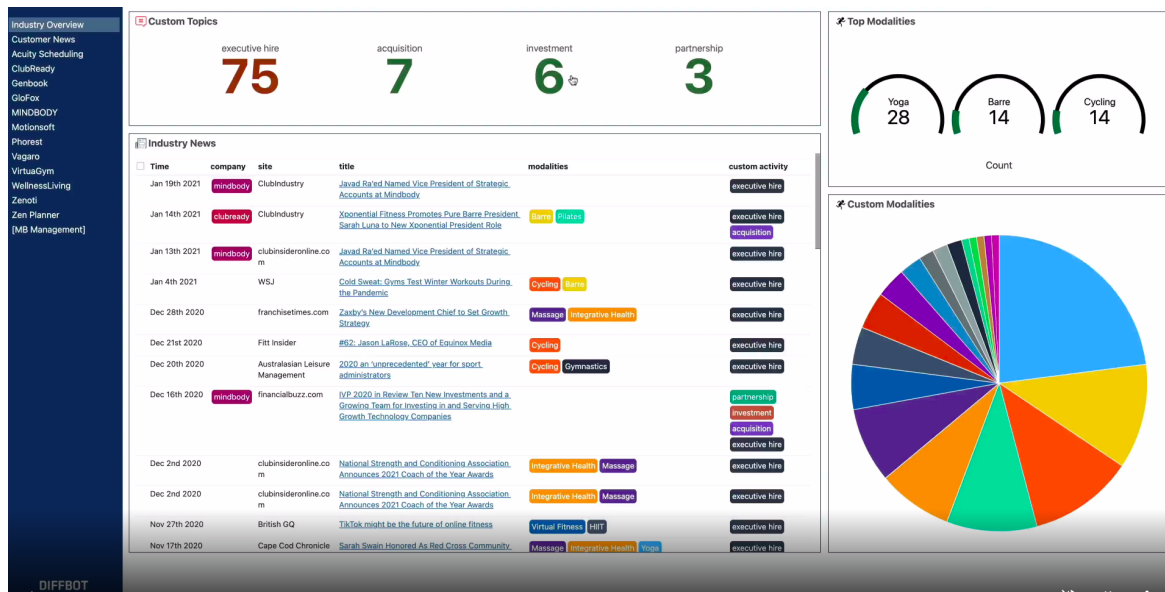 Industry Overview
Customer News
Acuity Scheduling
ClubReady
Genbook
GloFox
MINDBODY
Motionsoft
Phorest
Vagaro
VirtuaGym
WellnessLiving
Zenoti
Zen Planner
[MB Management]
DIFFBOT
Custom Topics
executive hire
75
acquisition
7
investment
6
partnership
3
Industry News
Time company site title modalities custom activity
Jan 19th 2021 mindbody ClubIndustry Javad Ra'ed Named Vice President of Strategic executive hire
Accounts at Mindbody
Jan 14th 2021 clubready ClubIndustry Xponential Fitness Promotes Pure Barre President Barre Pilates executive hire
Sarah Luna to New Xponential President Role acquisition
Jan 13th 2021 mindbody clubinsideronline.co Javad Ra'ed Named Vice President of Strategic executive hire
m Accounts at Mindbody
Jan 4th 2021 WSJ Cold Sweat: Gyms Test Winter Workouts During Cycling Barre executive hire
the Pandemic
Dec 28th 2020 franchisetimes.com Zaxby's New Development Chief to Set Growth Massage Integrative Health executive hire
Strategy
Dec 21st 2020 Fitt Insider #62: Jason LaRose, CEO of Equinox Media Cycling executive hire
Dec 20th 2020 Australasian Leisure 2020 an 'unprecedented' year for sport Cycling Gymnastics executive hire
Management administrators
Dec 16th 2020 mindbody financialbuzz.com IVP 2020 in Review Ten New Investments and a partnership
Growing Team for Investing in and Serving High investment
Growth Technology Companies acquisition
executive hire
Dec 2nd 2020 clubinsideronline.co National Strength and Conditioning Association Integrative Health Massage executive hire
m Announces 2021 Coach of the Year Awards
Dec 2nd 2020 clubinsideronline.co National Strength and Conditioning Association Integrative Health Massage executive hire
m Announces 2021 Coach of the Year Awards
Nov 27th 2020 British GQ TikTok might be the future of online fitness Virtual Fitness HIIT executive hire
Nov 17th 2020 Cape Cod Chronicle Sarah Swain Honored As Red Cross Community Massage Integrative Health Yoga executive hire
Top Modalities
Yoga
28
Barre
14
Cycling
14
Count
Custom Modalities